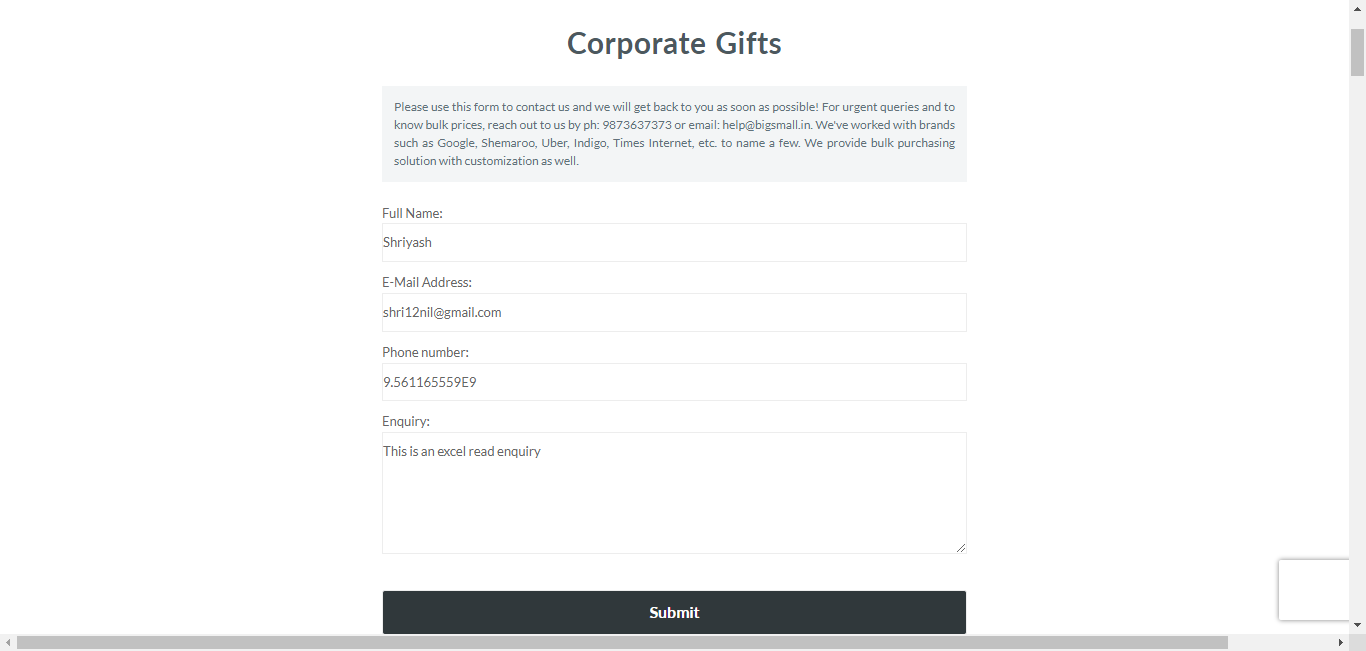 Corporate Gifts
Please use this form to contact us and we will get back to you as soon as possible! For urgent queries and to
know bulk prices, reach out to us by ph: 9873637373 or email: help@bigsmall.in. We've worked with brands
such as Google, Shemaroo, Uber, Indigo, Times Internet, etc. to name a few. We provide bulk purchasing
solution with customization as well.
Full Name:
Shriyash
E-Mail Address:
shri12nil@gmail.com
Phone number:
9.561165559E9
Enquiry:
This is an excel read enquiry
Submit